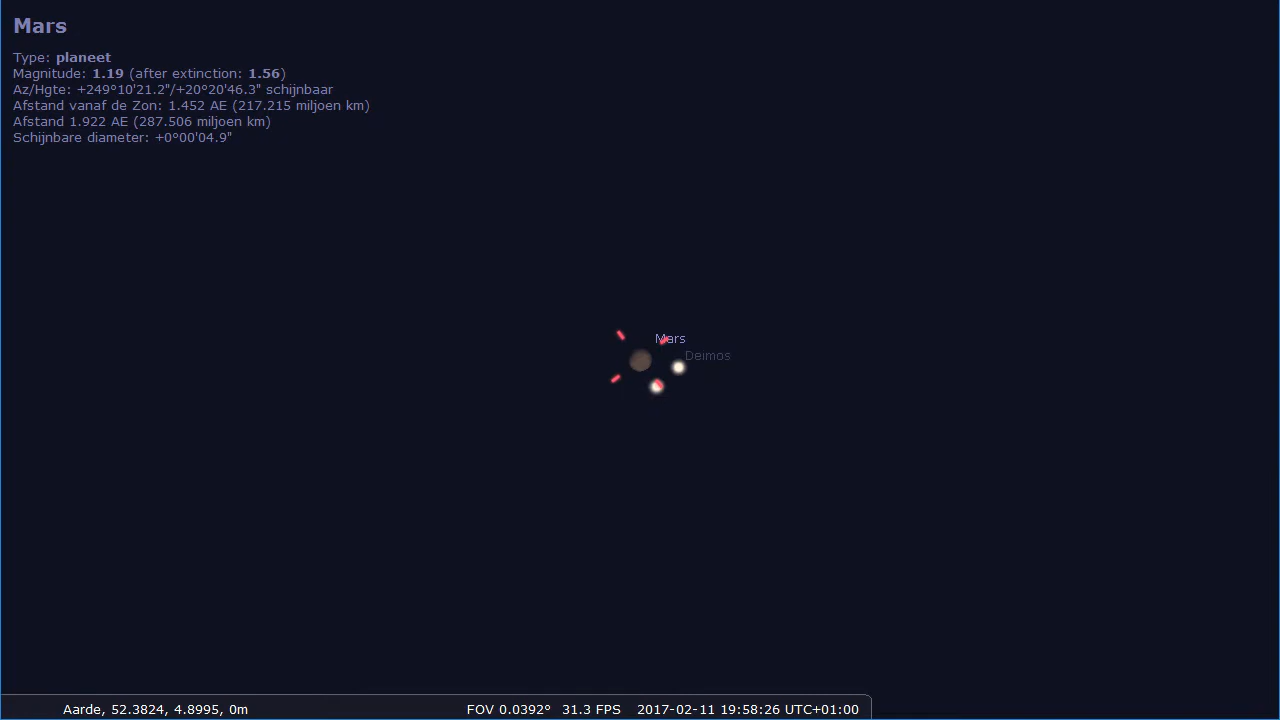 Mars
Type: planeet
Magnitude: 1.19 (after extinction: 1.56)
Az/Hgte: +249°10'21.2"/+20°20'46.3" schijnbaar
Afstand vanaf de Zon: 1.452 AE (217.215 miljoen km)
Afstand 1.922 AE (287.506 miljoen km)
Schijnbare diameter: +0°00'04.9"
Mars
Deimos
Aarde, 52.3824, 4.8995, 0m FOV 0.0392° 31.3 FPS 2017-02-11 19:58:26 UTC+01:00